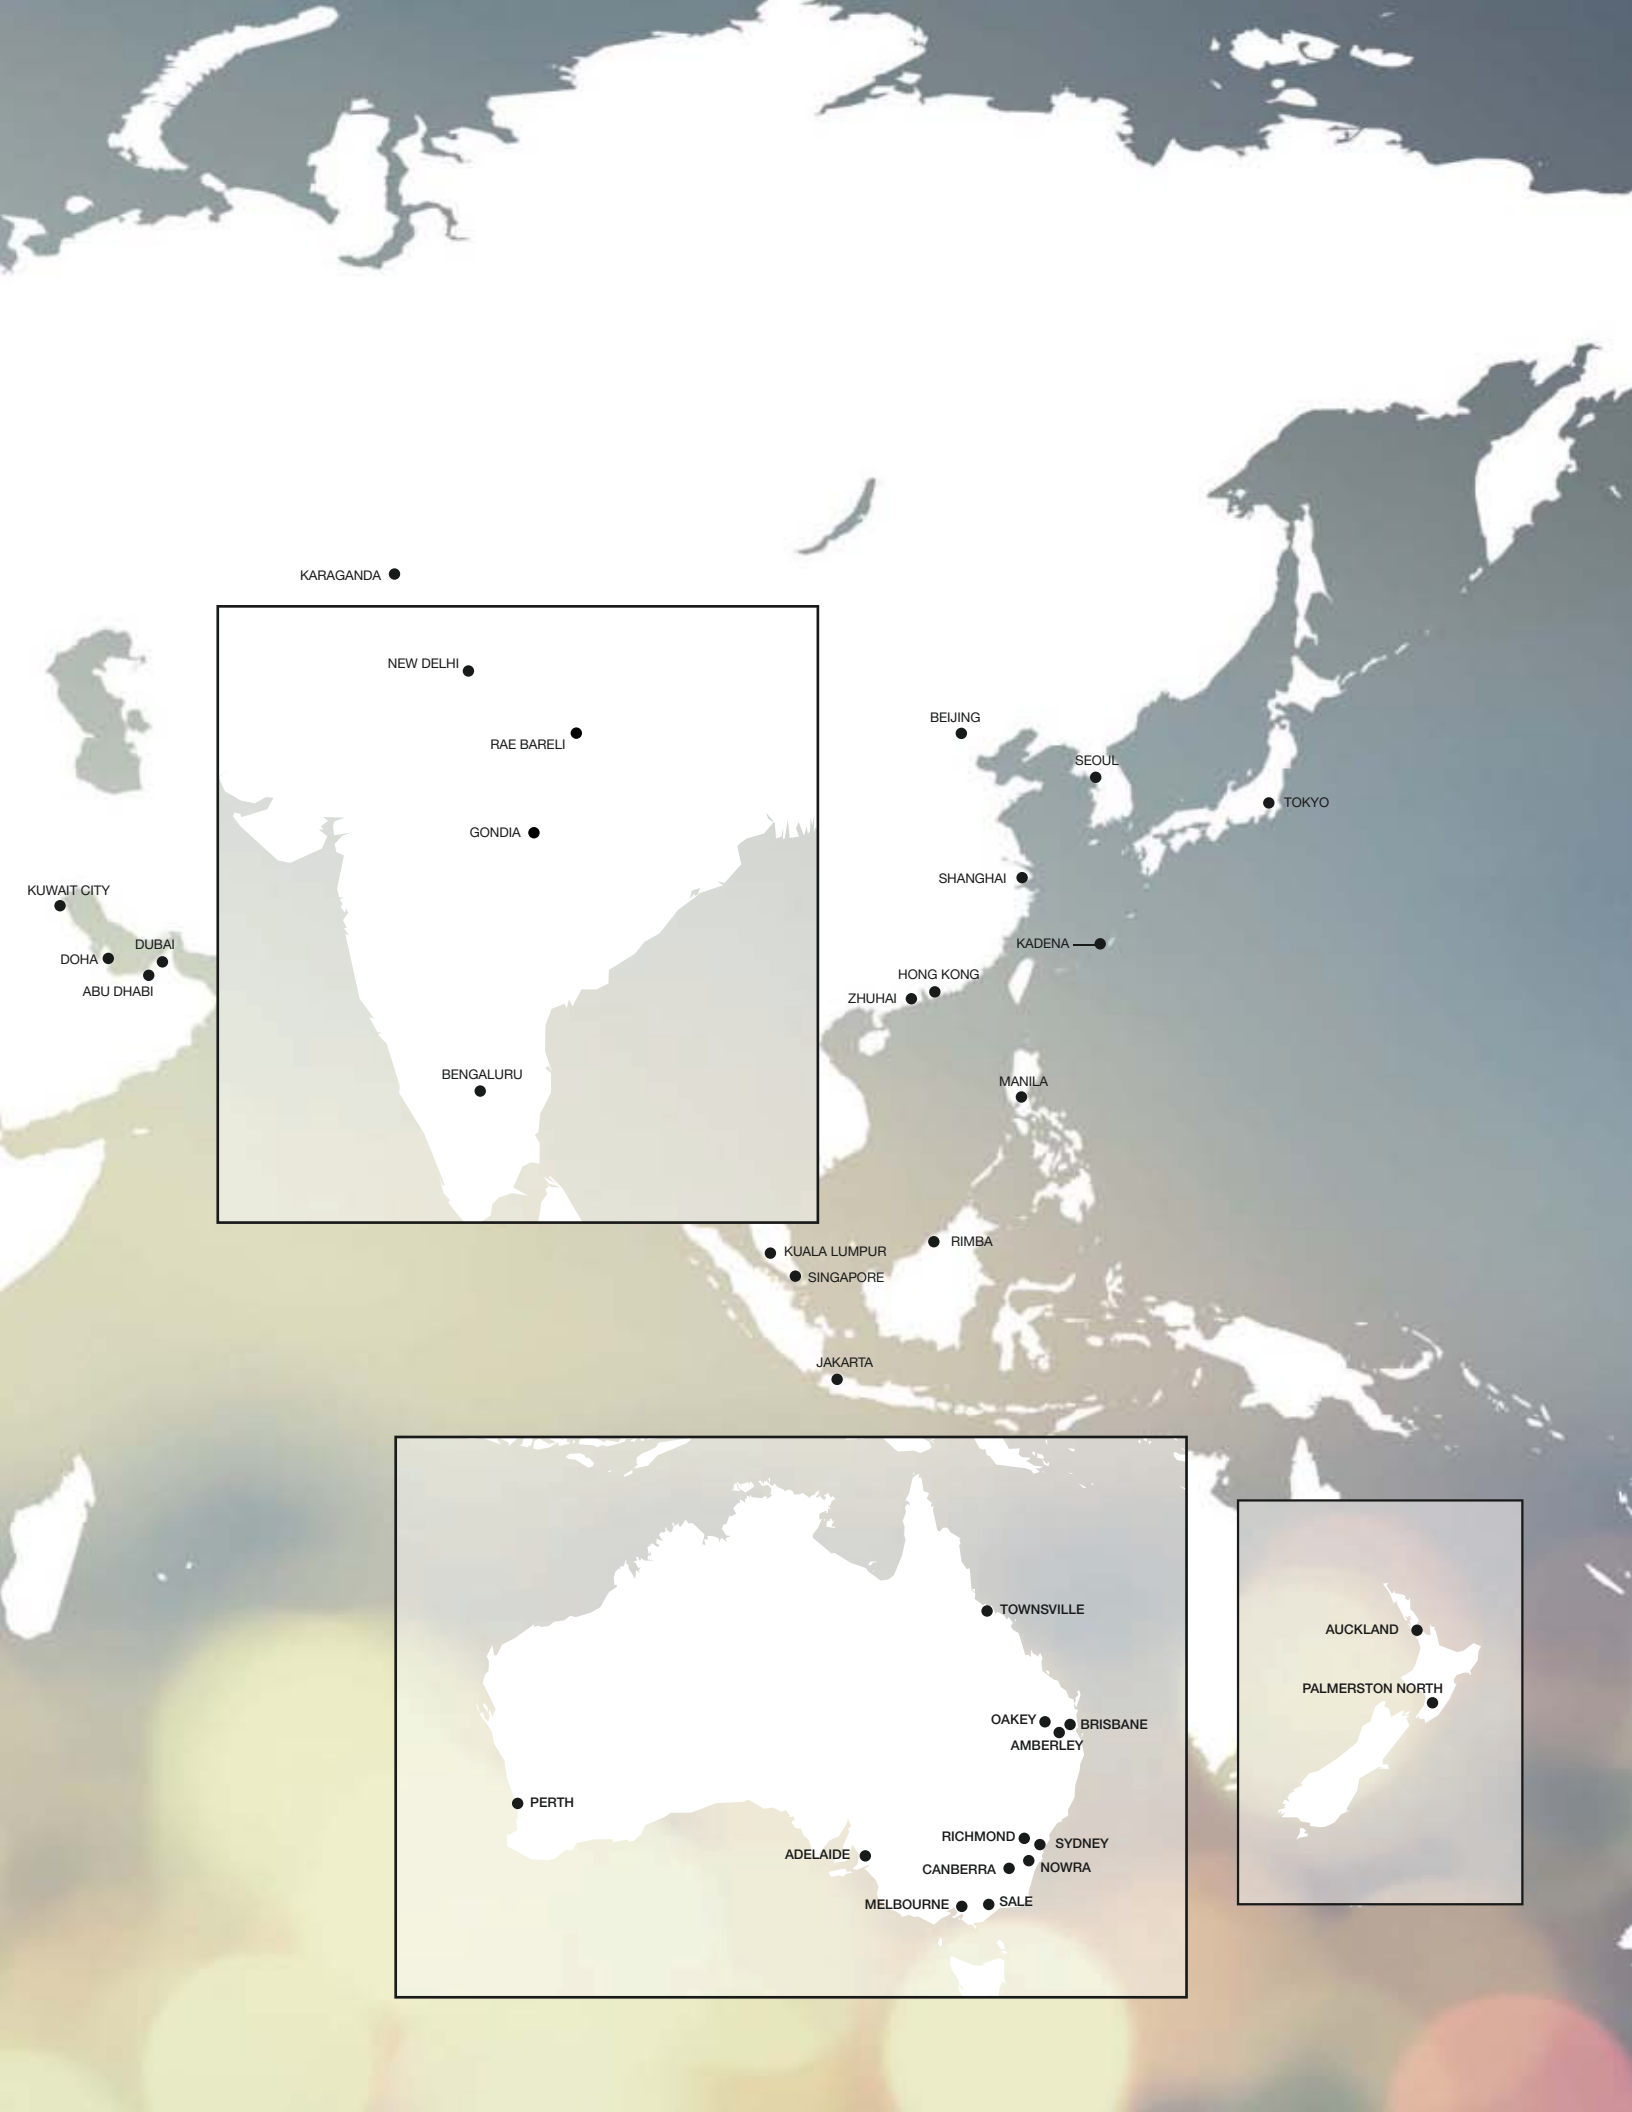 KARAGANDA
NEW DELHI
RAE BARELI
GONDIA
BENGALURU
BEIJING
SEOUL
TOKYO
SHANGHAI
KADENA
HONG KONG
ZHUHAI
KUWAIT CITY
DOHA
DUBAI
ABU DHABI
MANILA
RIMBA
KUALA LUMPUR
SINGAPORE
JAKARTA
TOWNSVILLE
OAKEY
BRISBANE
AMBERLEY
PERTH
RICHMOND
SYDNEY
ADELAIDE
CANBERRA
NOWRA
MELBOURNE
SALE
AUCKLAND
PALMERSTON NORTH